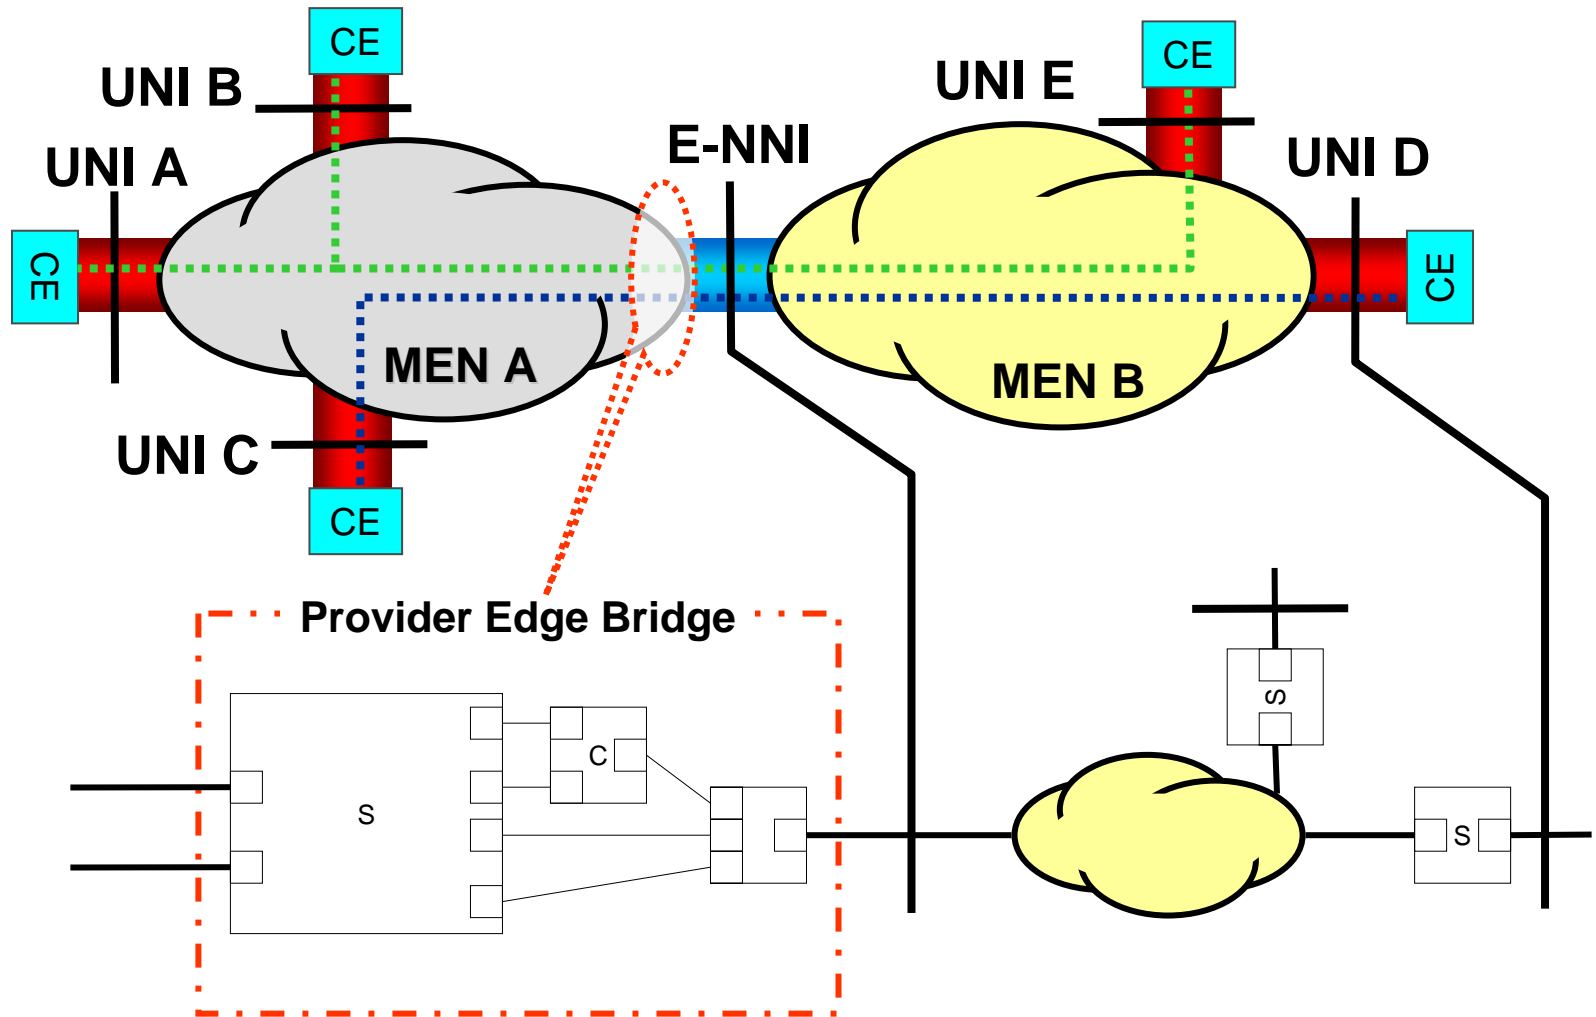 CE
CE
UNI B
UNI E
E-NNI
UNI A
UNI D
CE
CE
MEN A
MEN B
UNI C
CE
Provider Edge Bridge
S
C
S
S